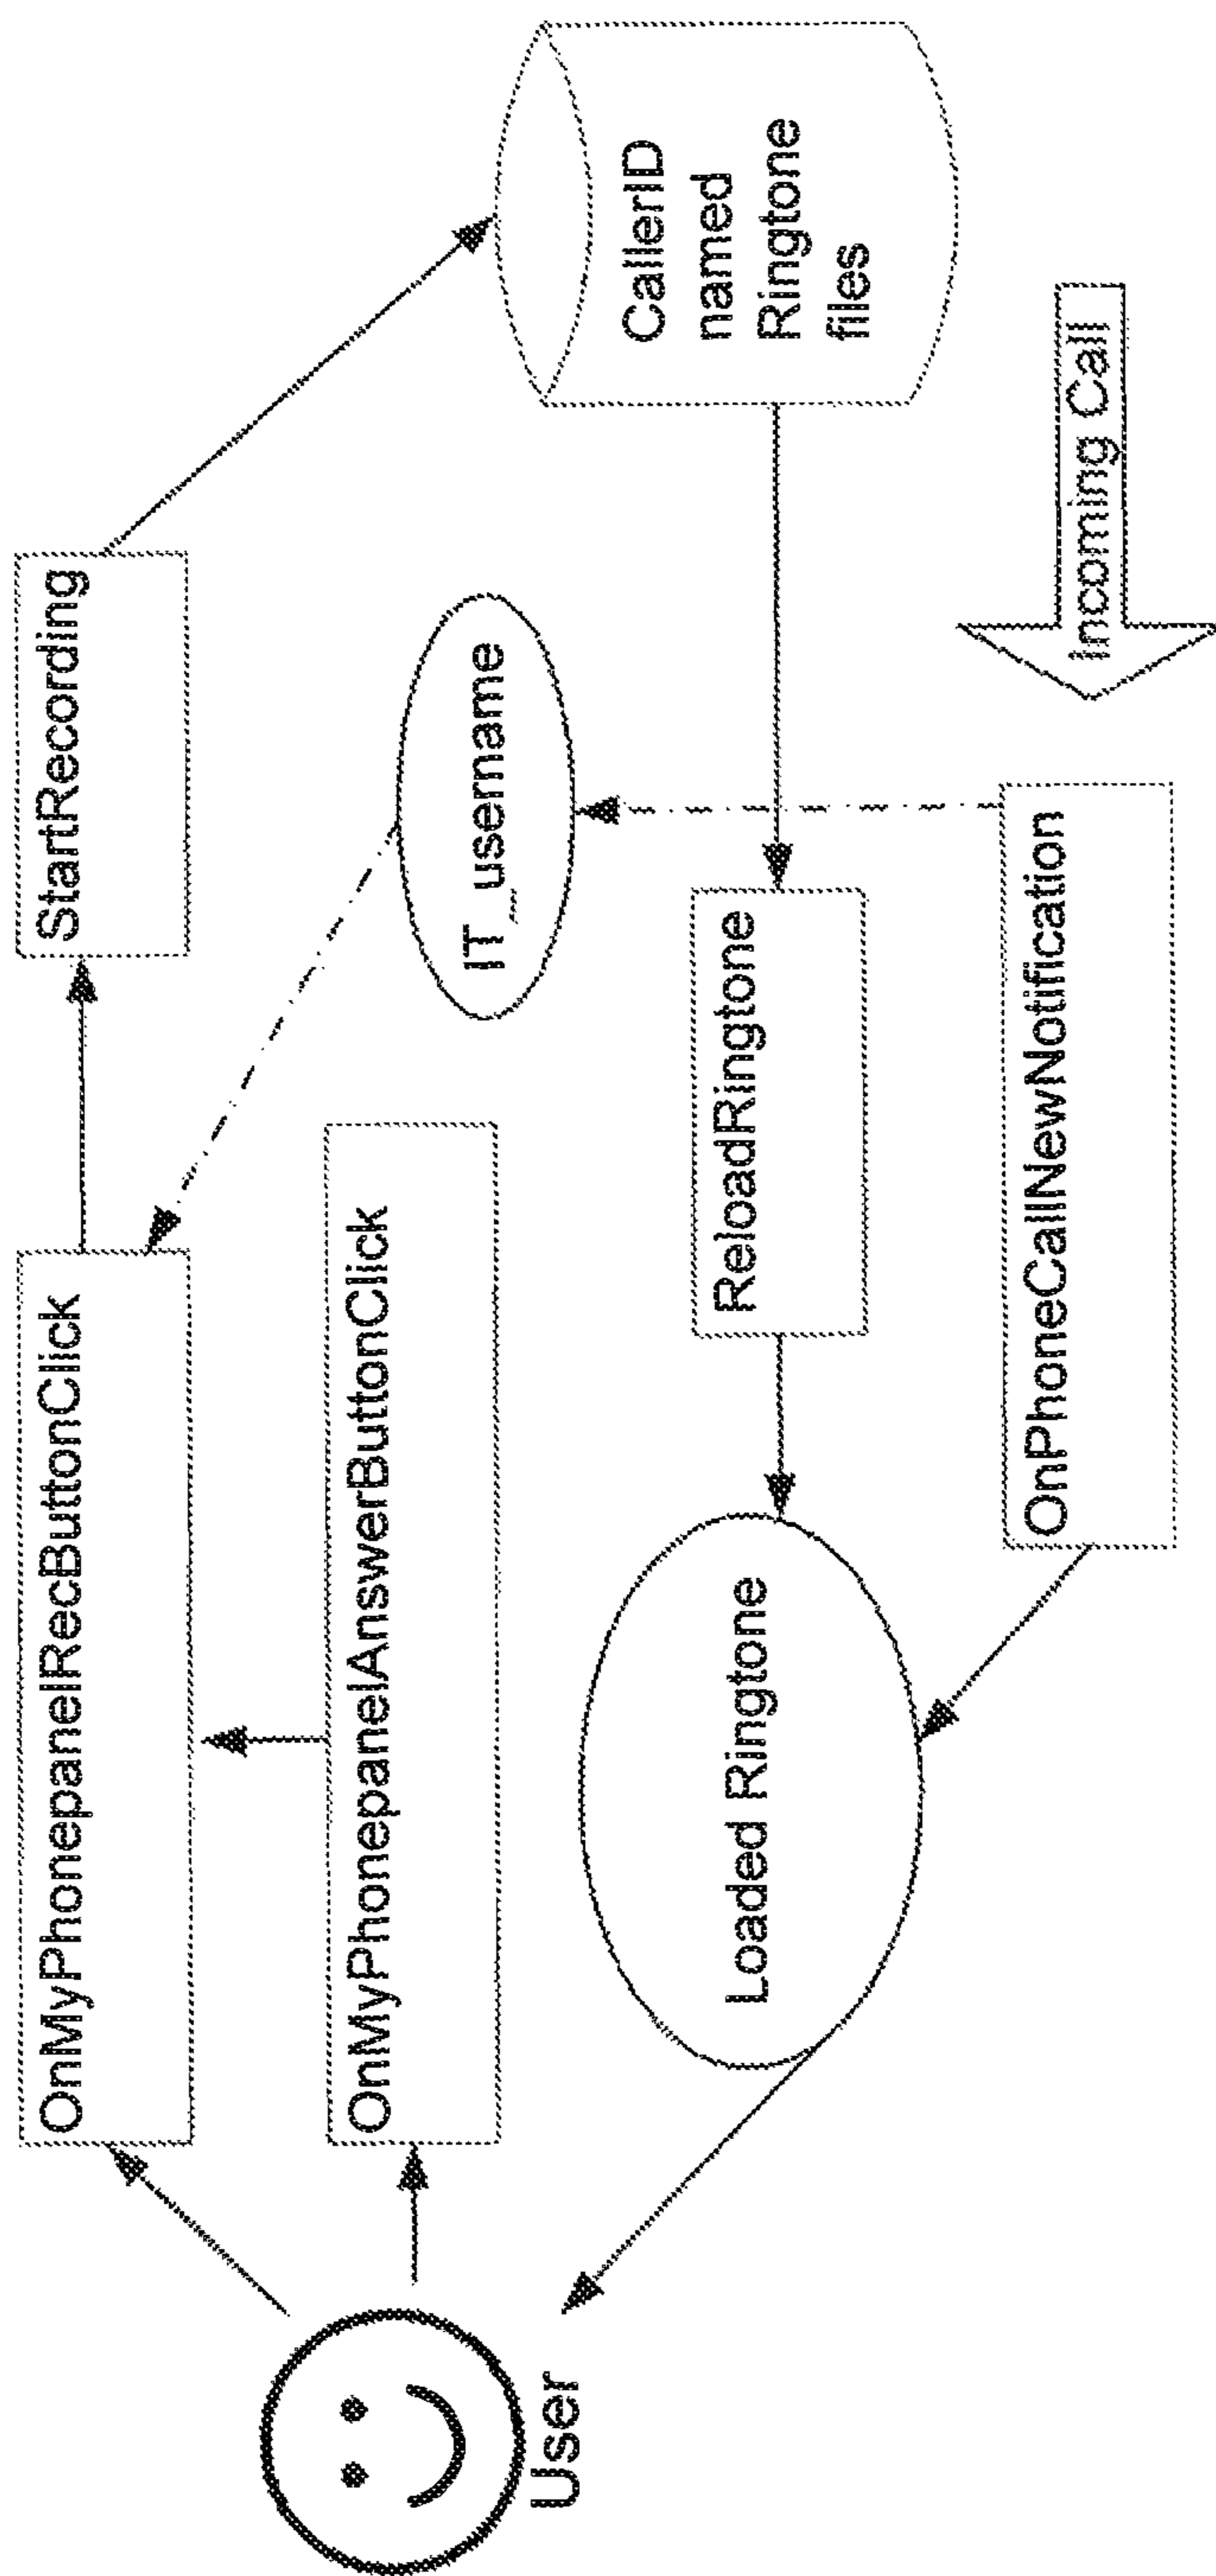 OnMyPhonepanelRecButtonClick
StartRecording
OnMyPhonepanelAnswerButtonClick
IT_username
User
Loaded Ringtone
ReloadRingtone
CallerID
named
Ringtone
files
OnPhoneCallNewNotification
Incoming Call